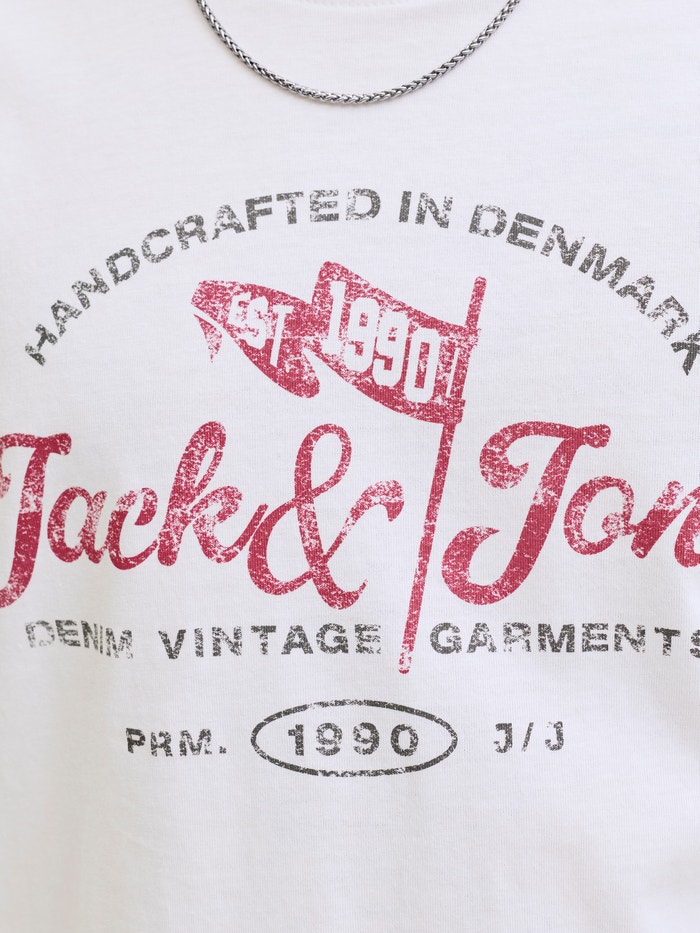 HANDCRAFTED IN DENMARK
EST 1990
Jack & Jon
DENIM VINTAGE GARMENTS
PRM. 1990 J/J